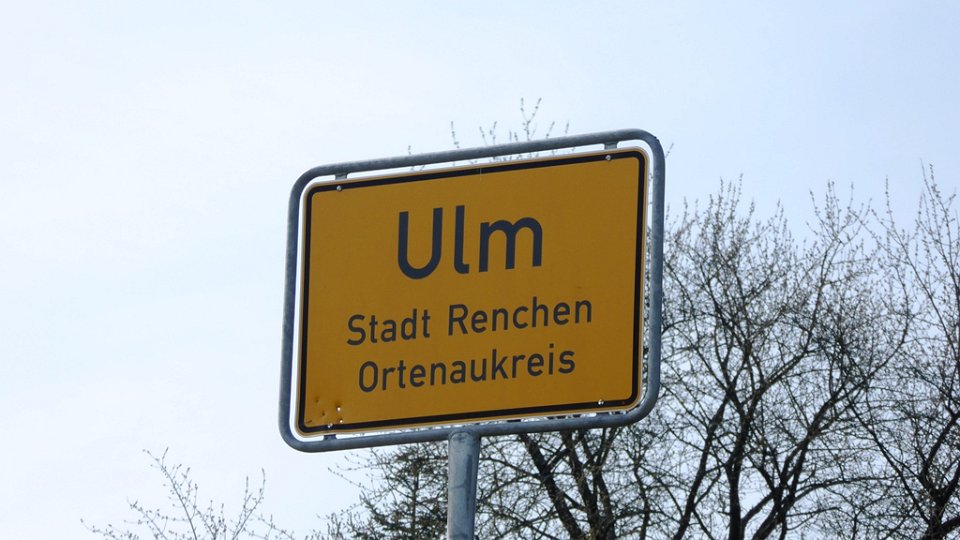 Ulm
Stadt Renchen
Ortenaukreis